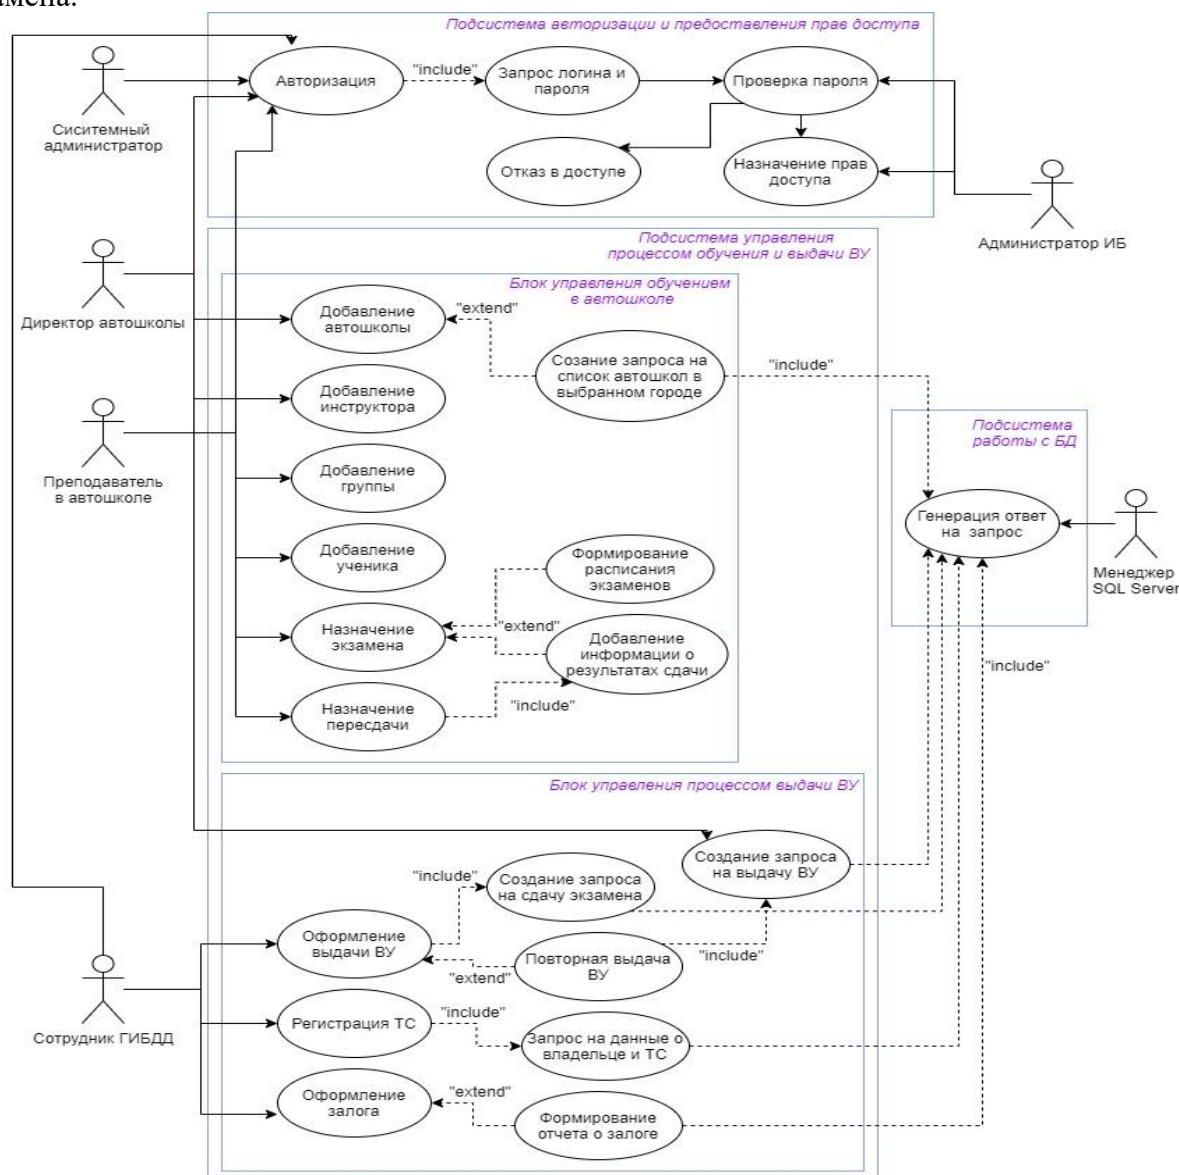 амена.
Подсистема авторизации и предоставления прав доступа
Сиситемный
администратор
Авторизация
"include"
Запрос логина и
пароля
Проверка пароля
Отказ в доступе
Назначение прав
доступа
Администратор ИБ
Подсистема управления
процессом обучения и выдачи ВУ
Блок управления обучением
в автошколе
Директор автошколы
Добавление
автошколы
"extend"
Созание запроса на
список автошкол в
выбранном городе
"include"
Добавление
инструктора
Преподаватель
в автошколе
Добавление
группы
Подсистема
работы с БД
Генерация ответ
на запрос
Менеджер
SQL Server
Добавление
ученика
Формирование
расписания
экзаменов
Назначение
экзамена
"extend"
Добавление
информации о
результатах сдачи
"include"
Назначение
пересдачи
"include"
Блок управления процессом выдачи ВУ
Создание запроса
на выдачу ВУ
"include"
Создание запроса
на сдачу экзамена
Оформление
выдачи ВУ
"extend"
Повторная выдача
ВУ
"include"
Сотрудник ГИБДД
Регистрация ТС
"include"
Запрос на данные о
владельце и ТС
Оформление
залога
"extend"
Формирование
отчета о залоге